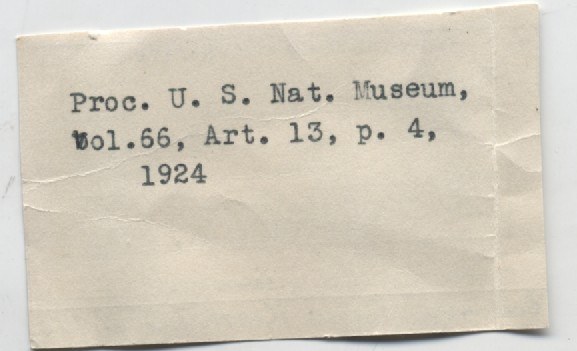 Proc. U. S. Nat. Museum,
Vol.66, Art. 13, p. 4,
1924